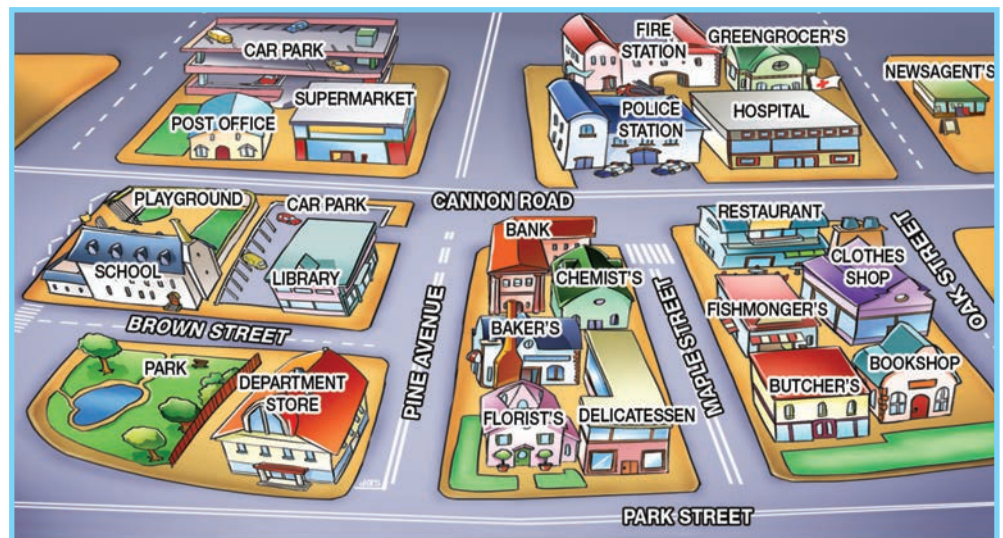 CAR PARK
SUPERMARKET
POST OFFICE
FIRE
STATION
GREENGROCER'S
NEWSAGENT'S
POLICE
STATION
HOSPITAL
CANNON ROAD
PLAYGROUND
CAR PARK
SCHOOL
LIBRARY
BROWN STREET
PARK
DEPARTMENT
STORE
PINE AVENUE
BANK
CHEMIST'S
BAKER'S
FLORIST'S
DELICATESSEN
MAPLE STREET
RESTAURANT
CLOTHES
SHOP
FISHMONGER'S
BUTCHER'S
BOOKSHOP
OAK STREET
PARK STREET